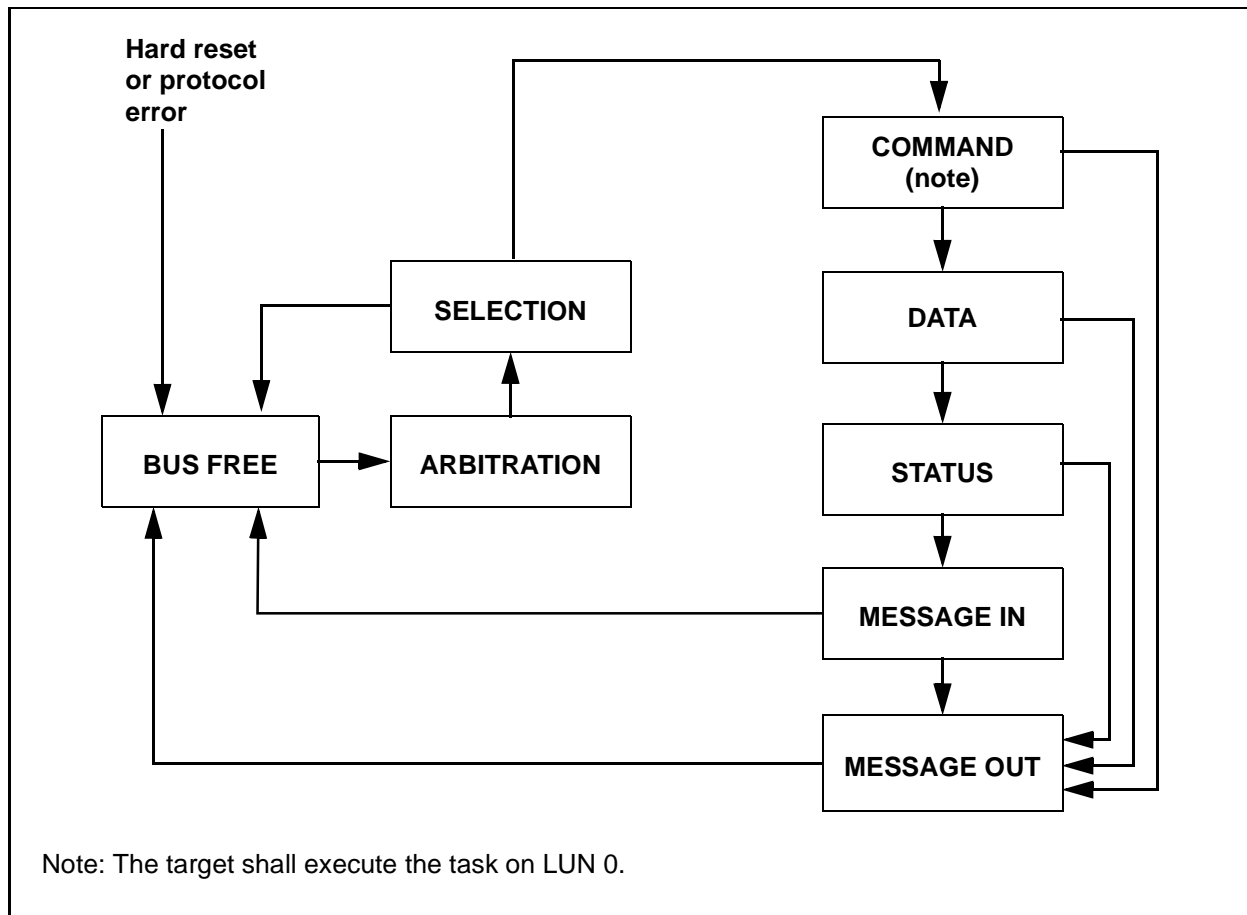 Hard reset
or protocol
error
COMMAND
(note)
SELECTION
DATA
BUS FREE
ARBITRATION
STATUS
MESSAGE IN
MESSAGE OUT
Note: The target shall execute the task on LUN 0.